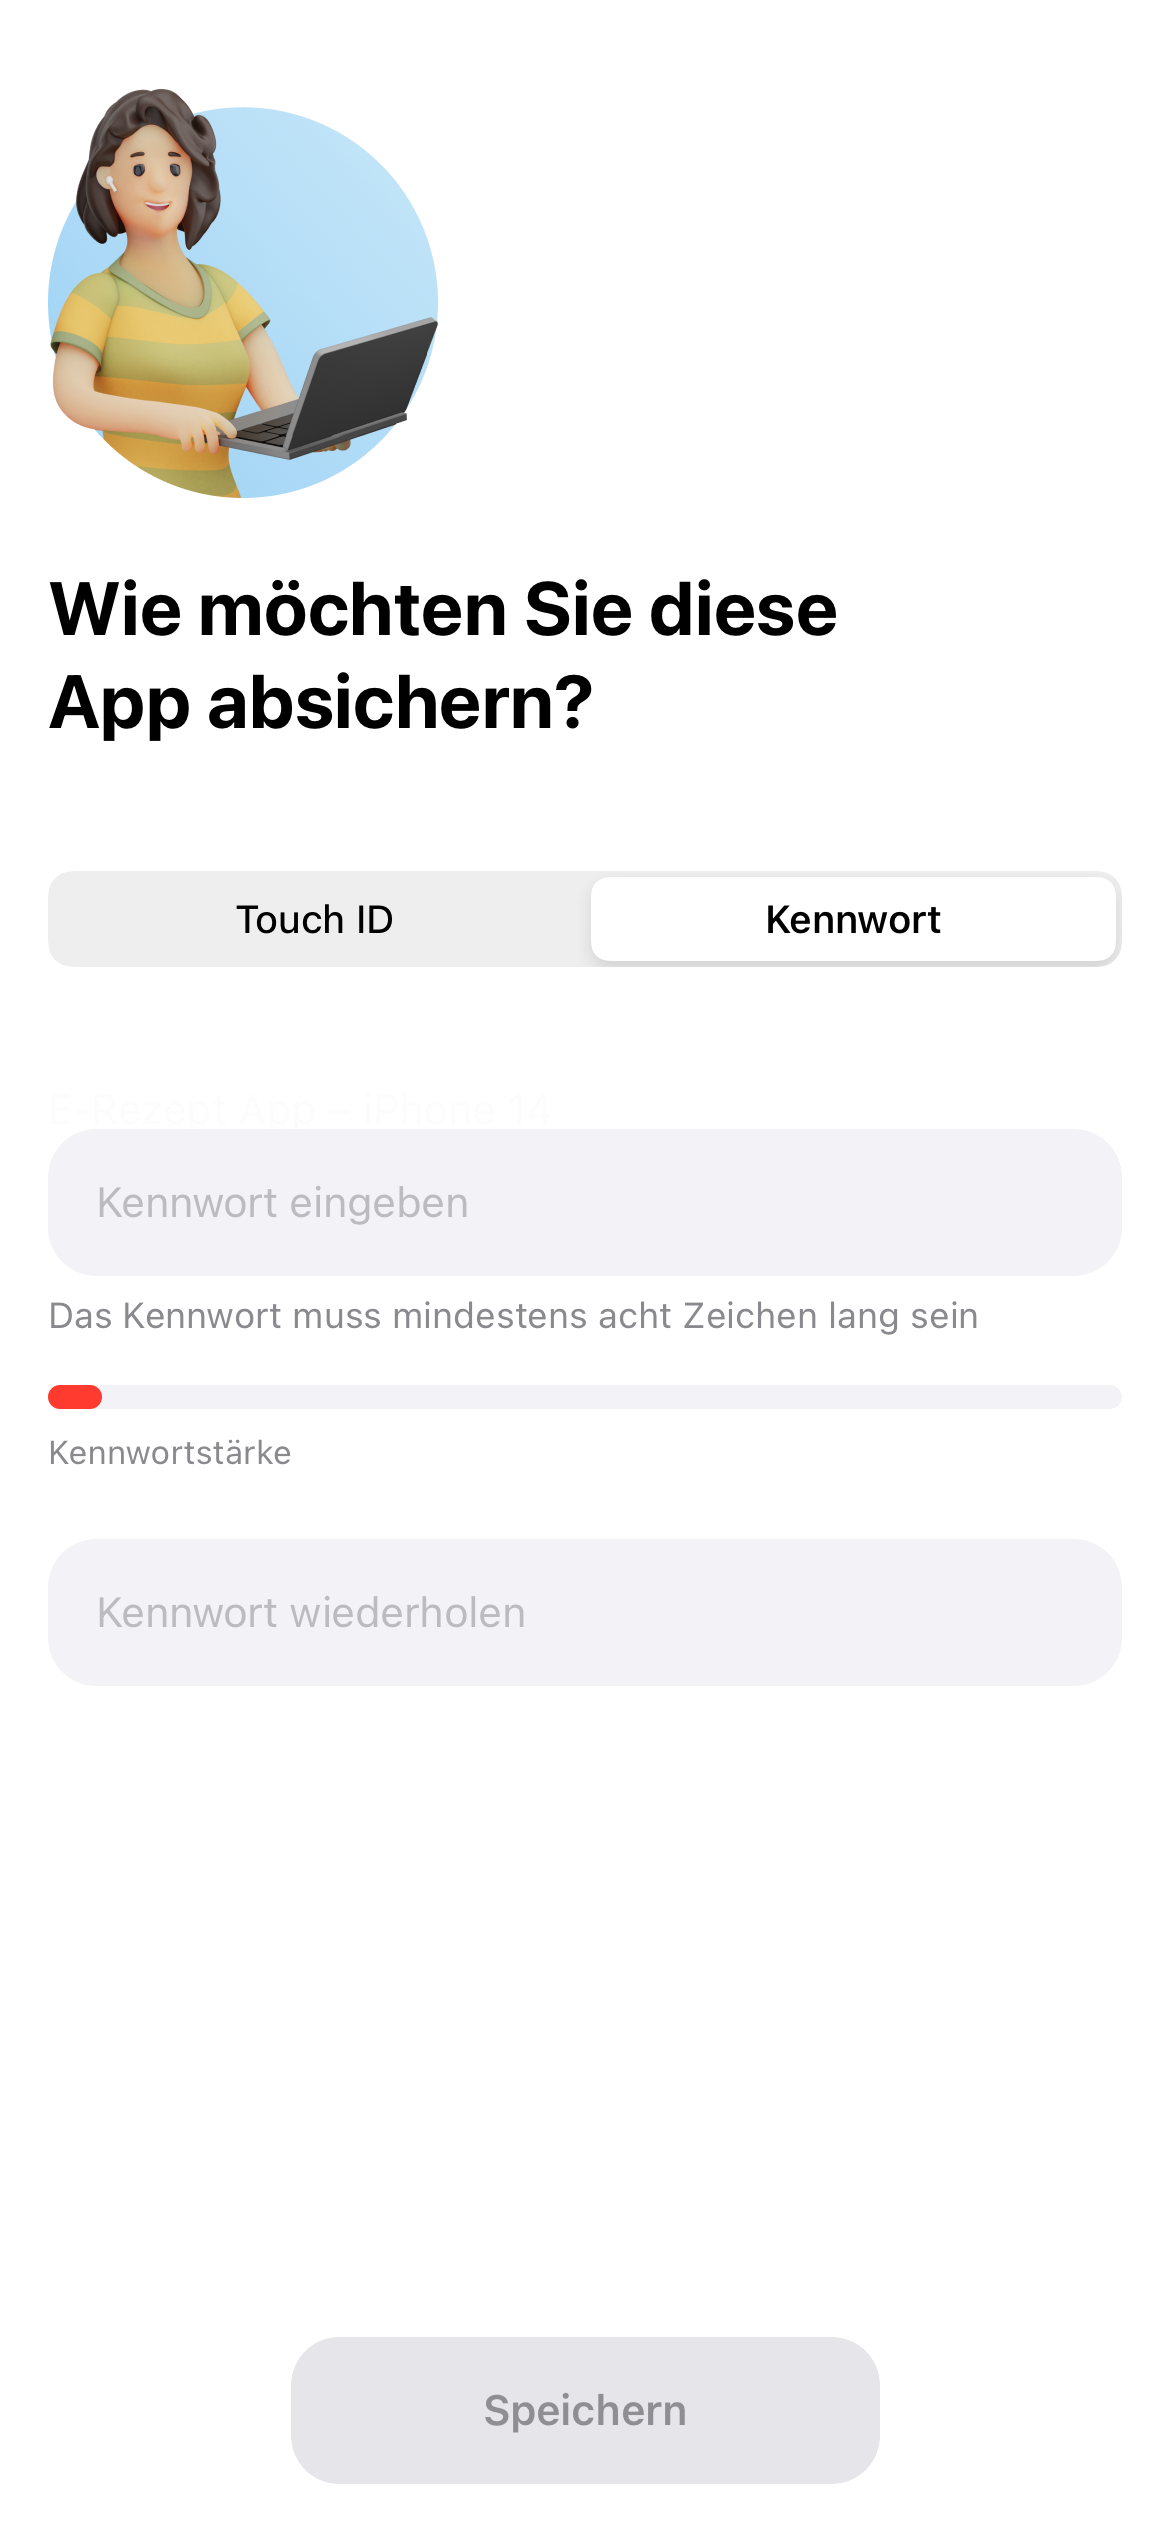 Wie möchten Sie diese
App absichern?
Touch ID
Kennwort
E-Rezept App – iPhone 14
Kennwort eingeben
Das Kennwort muss mindestens acht Zeichen lang sein
Kennwortstärke
Kennwort wiederholen
Speichern